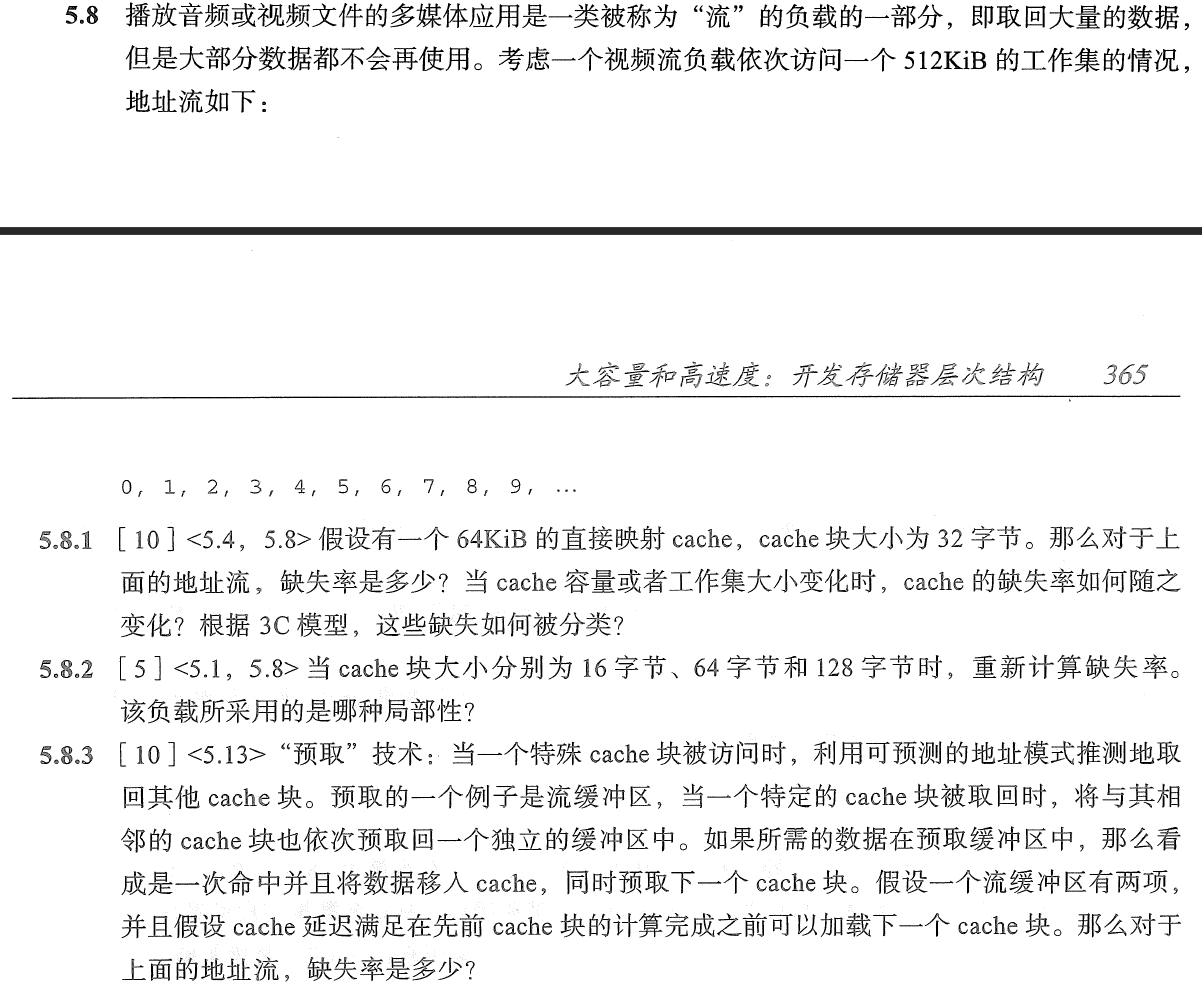 5.8 播放音频或视频文件的多媒体应用是一类被称为“流”的负载的一部分，即取回大量的数据，
但是大部分数据都不会再使用。考虑一个视频流负载依次访问一个 512KiB 的工作集的情况，
地址流如下：
大容量和高速度：开发存储器层次结构 365
0, 1, 2, 3, 4, 5, 6, 7, 8, 9, …
5.8.1 ［10］<5.4，5.8> 假设有一个 64KiB 的直接映射 cache，cache 块大小为 32 字节。那么对于上
面的地址流，缺失率是多少？当 cache 容量或者工作集大小变化时，cache 的缺失率如何随之
变化？根据 3C 模型，这些缺失如何被分类？
5.8.2 ［5］<5.1，5.8> 当 cache 块大小分别为 16 字节、64 字节和 128 字节时，重新计算缺失率。
该负载所采用的是哪种局部性？
5.8.3 ［10］<5.13> “预取”技术：当一个特殊 cache 块被访问时，利用可预测的地址模式推测地取
回其他 cache 块。预取的一个例子是流缓冲区，当一个特定的 cache 块被取回时，将与其相
邻的 cache 块也依次预取回一个独立的缓冲区中。如果所需的数据在预取缓冲区中，那么看
成是一次命中并且将数据移入 cache，同时预取下一个 cache 块。假设一个流缓冲区有两项，
并且假设 cache 延迟满足在先前 cache 块的计算完成之前可以加载下一个 cache 块。那么对于
上面的地址流，缺失率是多少？